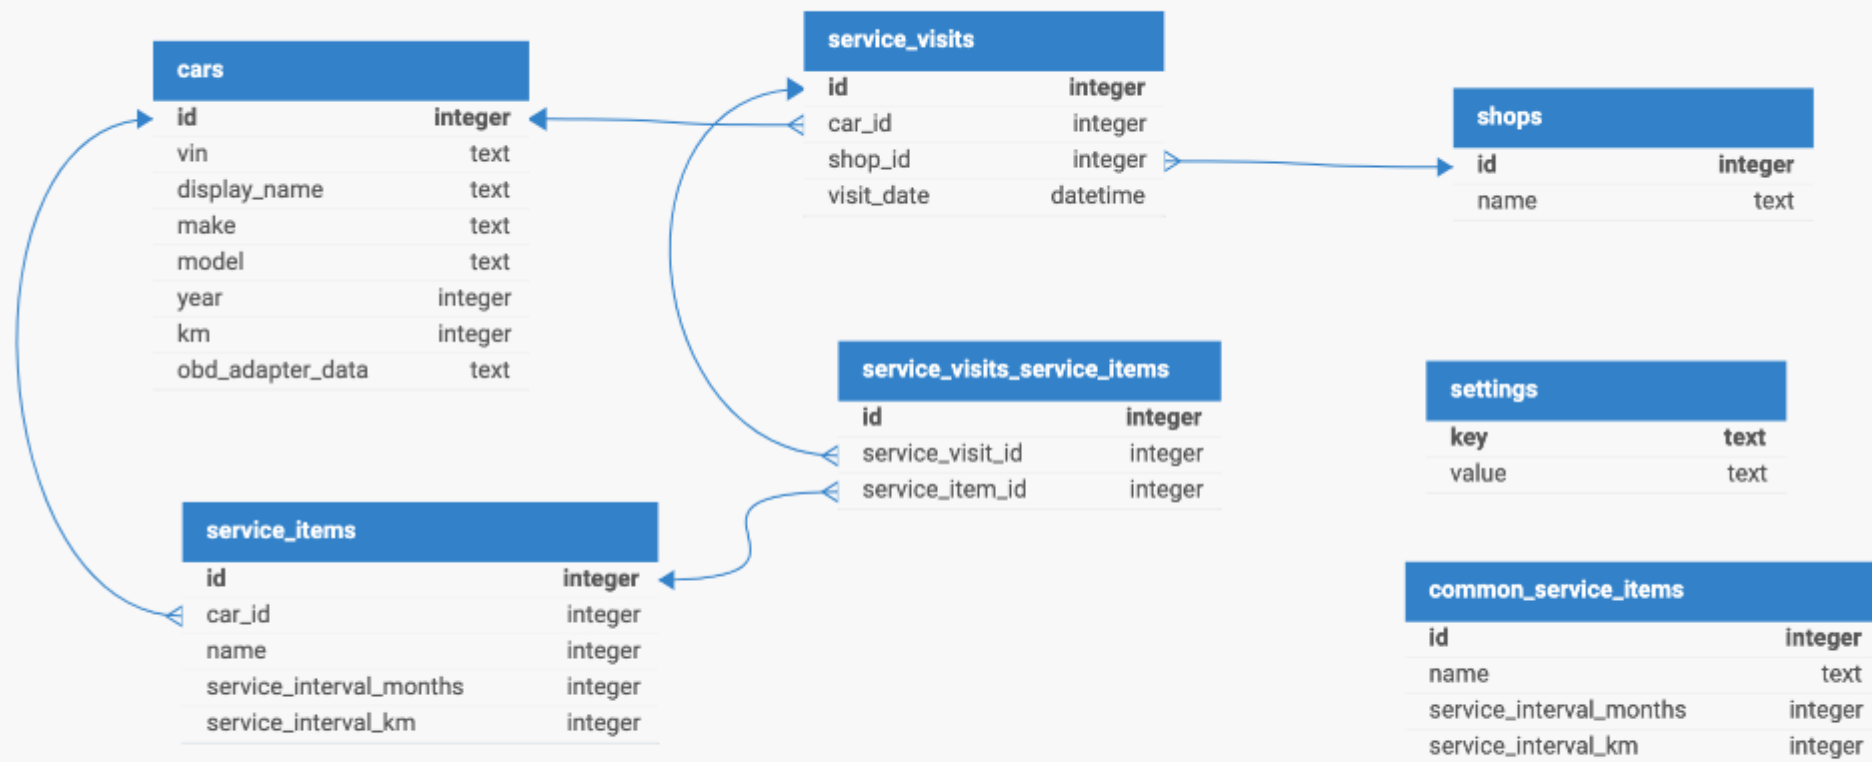 cars
id integer
vin text
display_name text
make text
model text
year integer
km integer
obd_adapter_data text
service_visits
id integer
car_id integer
shop_id integer
visit_date datetime
shops
id integer
name text
service_visits_service_items
id integer
service_visit_id integer
service_item_id integer
settings
key text
value text
service_items
id integer
car_id integer
name integer
service_interval_months integer
service_interval_km integer
common_service_items
id integer
name text
service_interval_months integer
service_interval_km integer